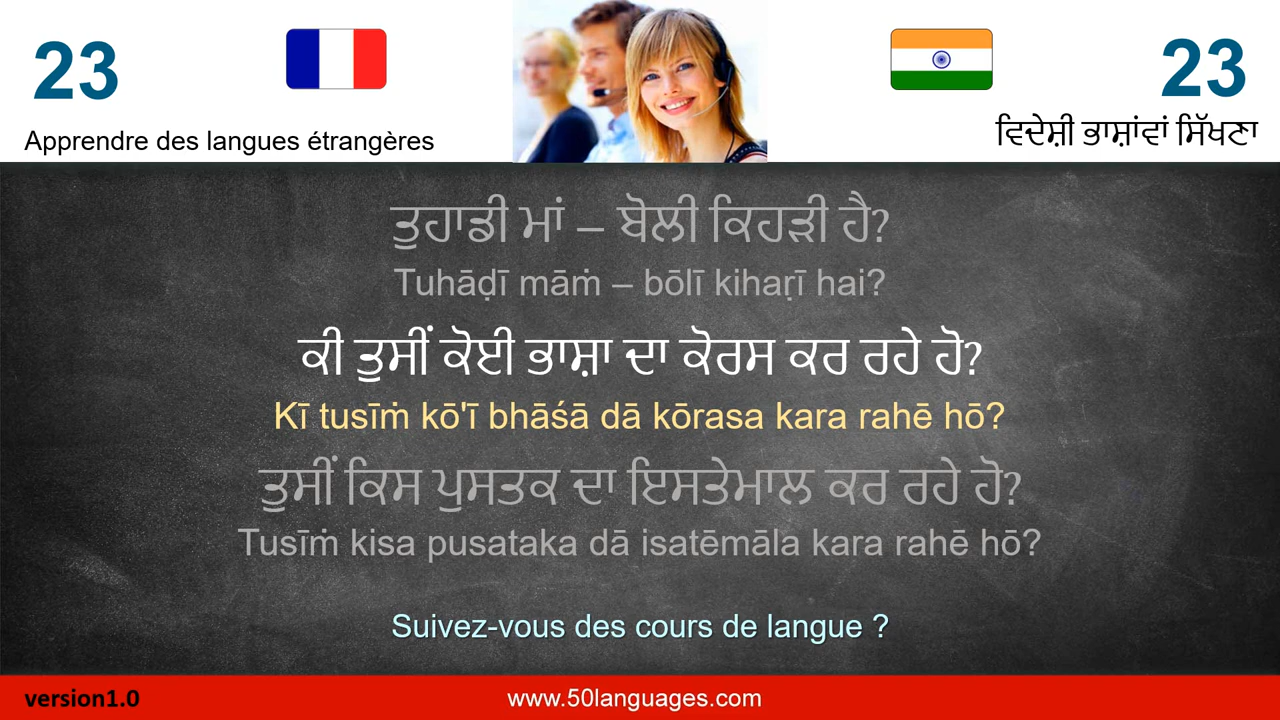 23
23
Apprendre des langues étrangères
ਵਿਦੇਸ਼ੀ ਭਾਸ਼ਾਂਵਾਂ ਸਿੱਖਣਾ
ਤੁਹਾਡੀ ਮਾਂ – ਬੋਲੀ ਕਿਹੜੀ ਹੈ?
Tuhāḍī māṁ – bōlī kihaṛī hai?
ਕੀ ਤੁਸੀਂ ਕੋਈ ਭਾਸ਼ਾ ਦਾ ਕੋਰਸ ਕਰ ਰਹੇ ਹੋ?
Kī tusīṁ kō'ī bhāśā dā kōrasa kara rahē hō?
ਤੁਸੀਂ ਕਿਸ ਪੁਸਤਕ ਦਾ ਇਸਤੇਮਾਲ ਕਰ ਰਹੇ ਹੋ?
Tusīṁ kisa pusataka dā isatēmāla kara rahē hō?
Suivez-vous des cours de langue ?
version1.0
www.50languages.com